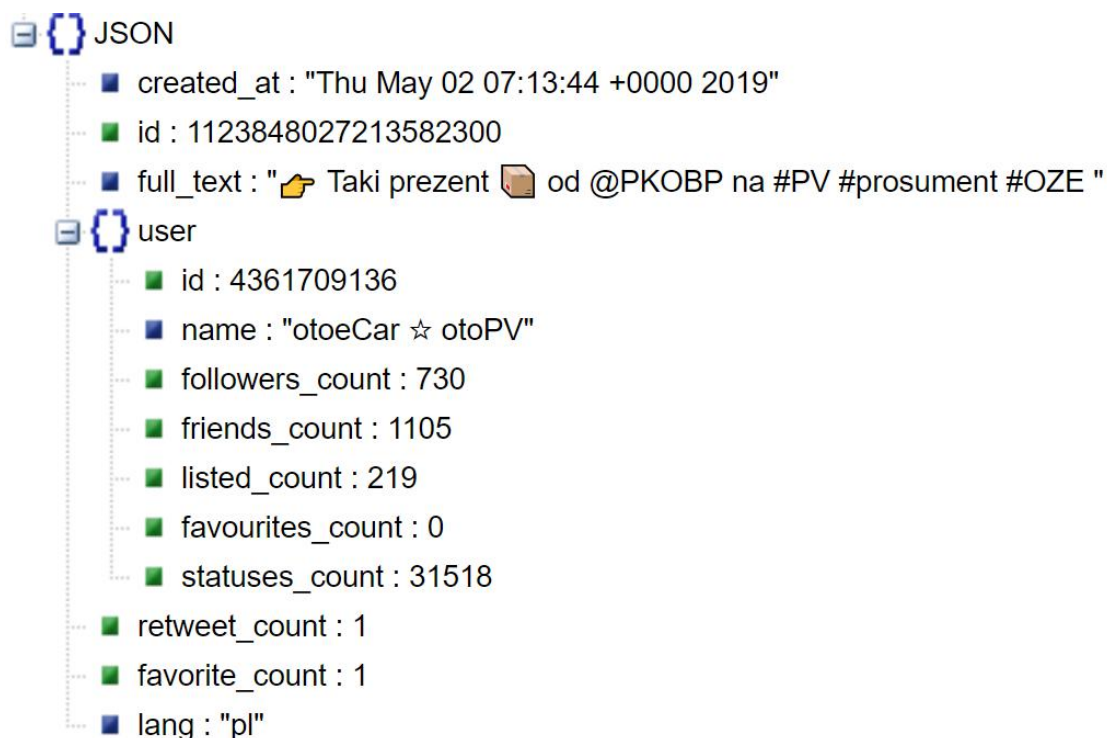 {} JSON
created_at : "Thu May 02 07:13:44 +0000 2019"
id : 1123848027213582300
full_text : "👉 Taki prezent 📦 od @PKOBP na #PV #prosument #OZE "
{} user
id : 4361709136
name : "otoeCar ☆ otoPV"
followers_count : 730
friends_count : 1105
listed_count : 219
favourites_count : 0
statuses_count : 31518
retweet_count : 1
favorite_count : 1
lang : "pl"